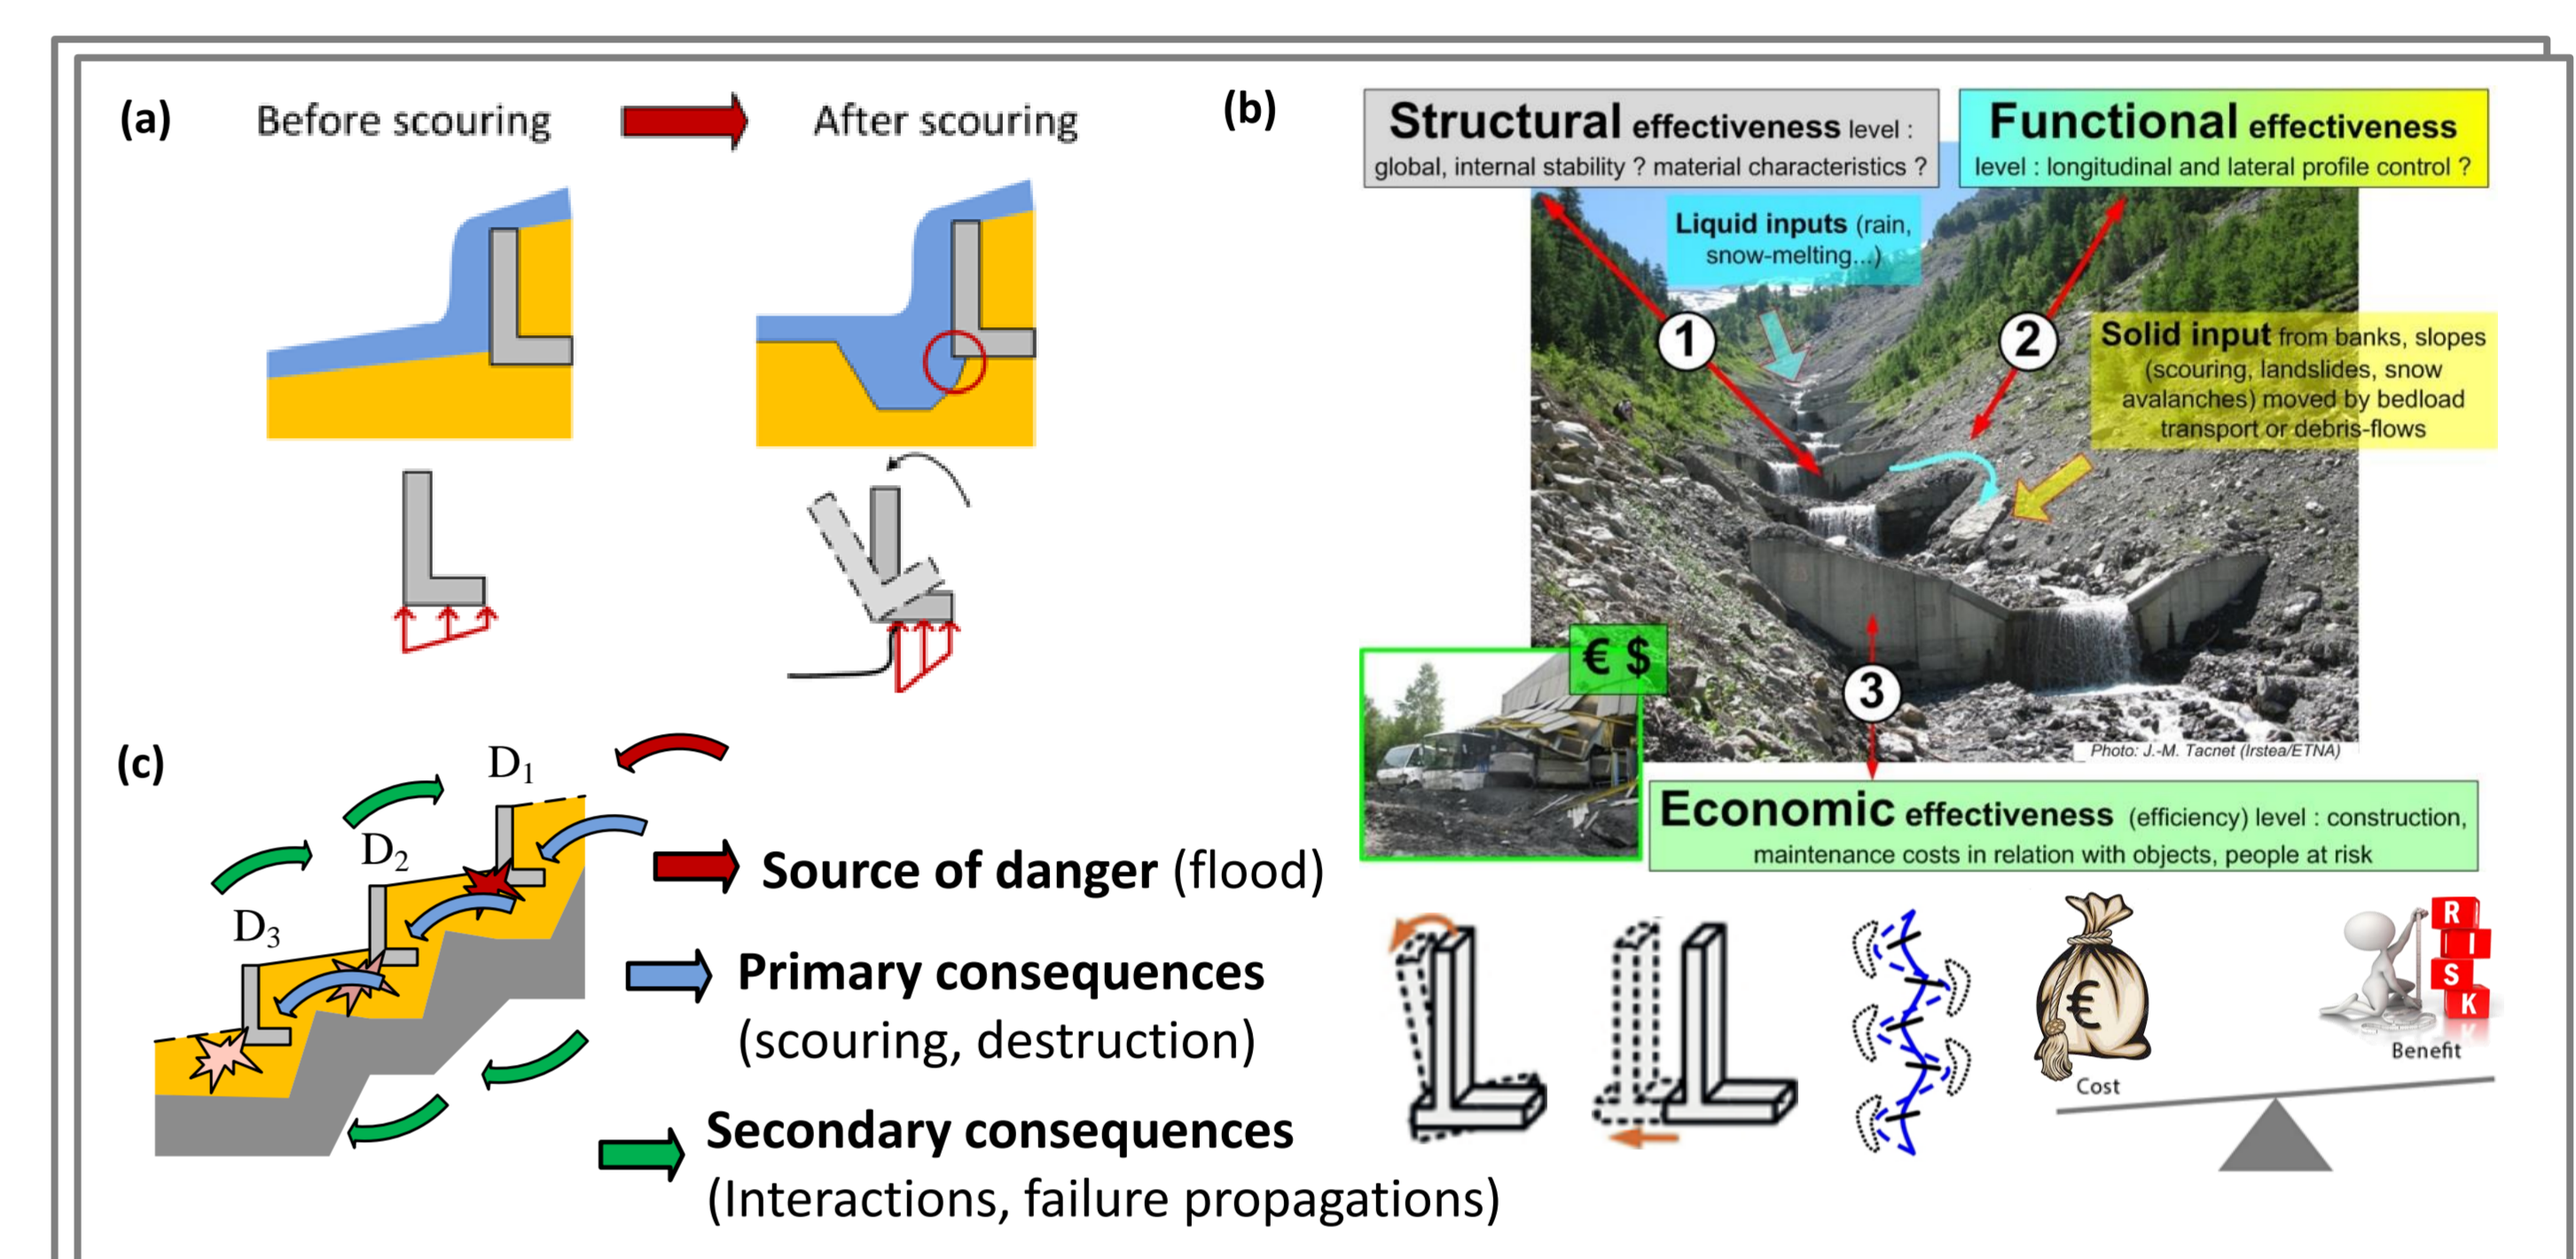 (a)
Before scouring
After scouring
(b)
Structural effectiveness level :
global, internal stability ? material characteristics ?
Functional effectiveness
level : longitudinal and lateral profile control ?
Liquid inputs (rain,
snow-melting...)
1
2
Solid input from banks, slopes
(scouring, landslides, snow
avalanches) moved by bedload
transport or debris-flows
€ $
3
Photo: J.-M. Tacnet (Irstea/ETNA)
Economic effectiveness (efficiency) level : construction,
maintenance costs in relation with objects, people at risk
€
Cost
R
I
S
K
Benefit
(c)
D1
D2
D3
Source of danger (flood)
Primary consequences
(scouring, destruction)
Secondary consequences
(Interactions, failure propagations)